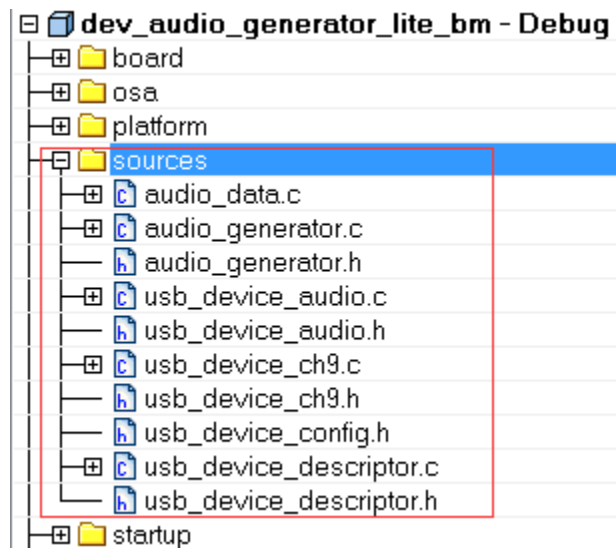 dev_audio_generator_lite_bm - Debug
board
osa
platform
sources
c audio_data.c
c audio_generator.c
h audio_generator.h
c usb_device_audio.c
h usb_device_audio.h
c usb_device_ch9.c
h usb_device_ch9.h
h usb_device_config.h
c usb_device_descriptor.c
h usb_device_descriptor.h
startup